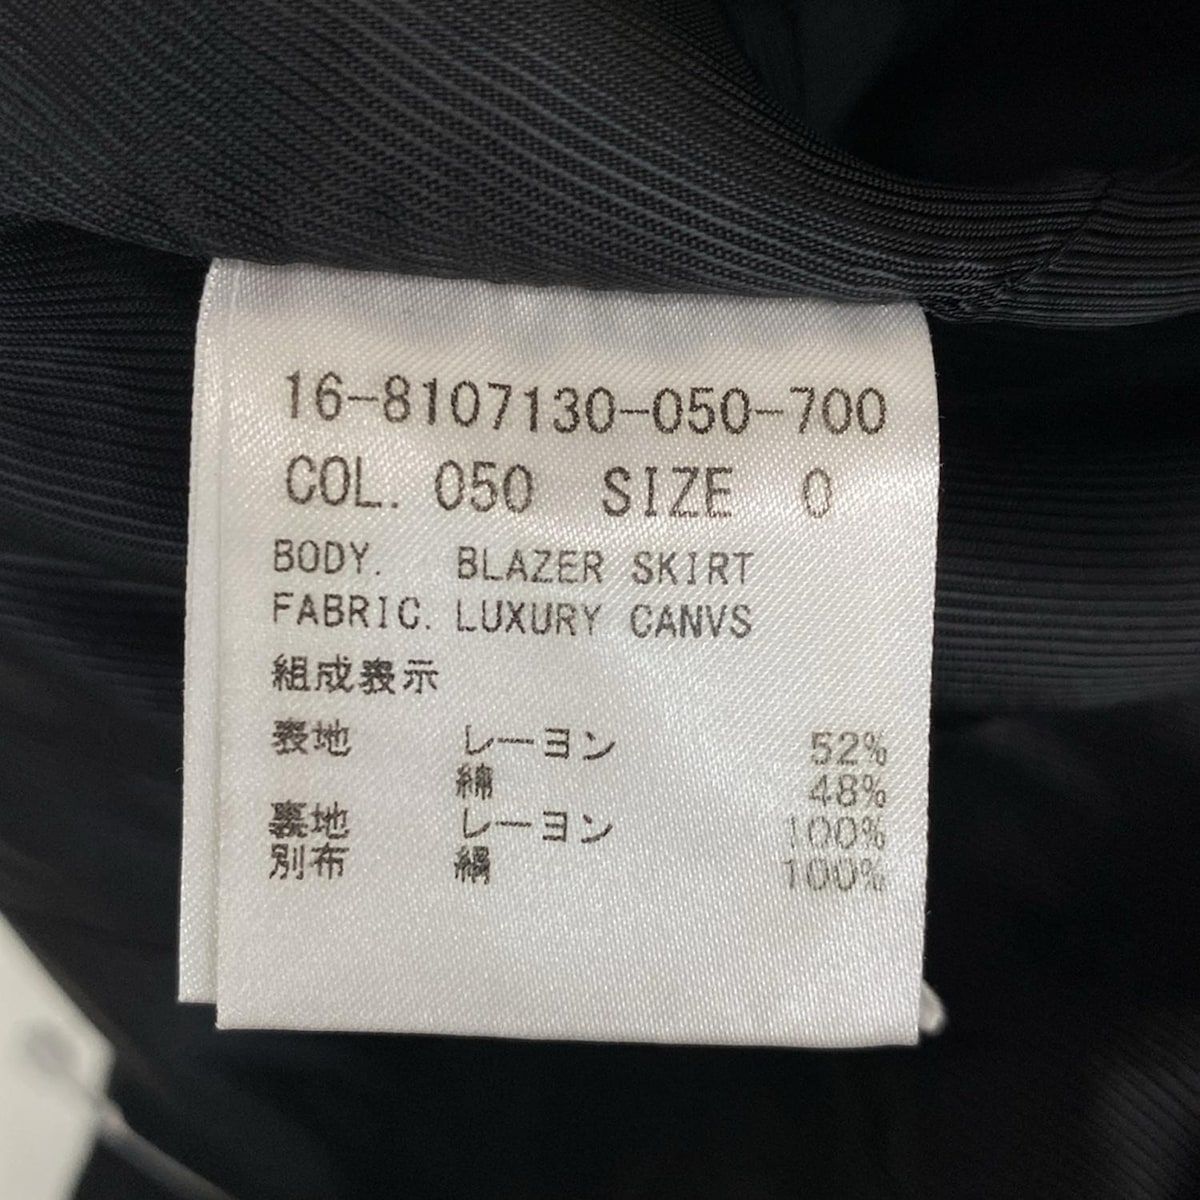 16-8107130-050-700
COL. 050 SIZE 0
BODY. BLAZER SKIRT
FABRIC. LUXURY CANVS
組成表示
表地 レーヨン 52%
綿 48%
裏地 レーヨン 100%
別布 綿 100%